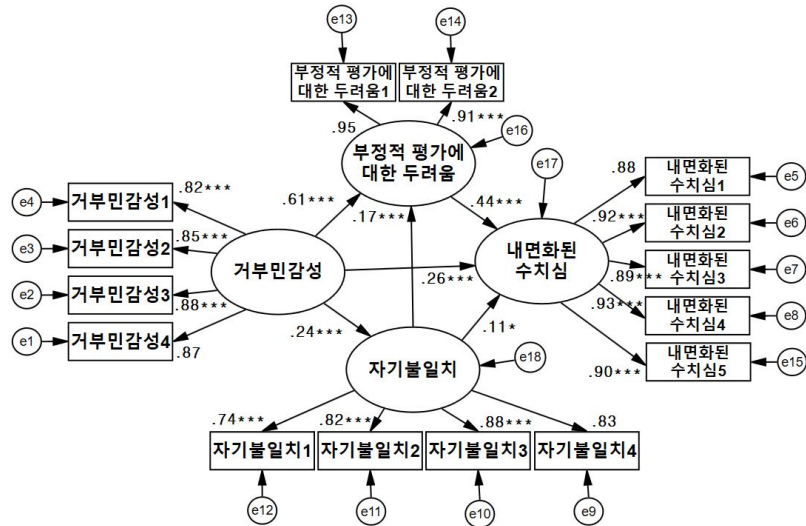 e13
e14
부정적 평가에
대한 두려움1
부정적 평가에
대한 두려움2
.95
.91***
e16
부정적 평가에
대한 두려움
e17
e4
.82***
거부민감성1
.61***
.17***
.44***
.88
내면화된
수치심1
e5
e3
.85***
거부민감성2
.92***
내면화된
수치심2
e6
거부민감성
내면화된
수치심
e2
.88***
거부민감성3
.26***
.89***
내면화된
수치심3
e7
e1
.87
거부민감성4
.24***
.11*
.93***
내면화된
수치심4
e8
자기불일치
e18
.90***
내면화된
수치심5
e15
.74***
.82***
.88***
.83
자기불일치1
자기불일치2
자기불일치3
자기불일치4
e12
e11
e10
e9